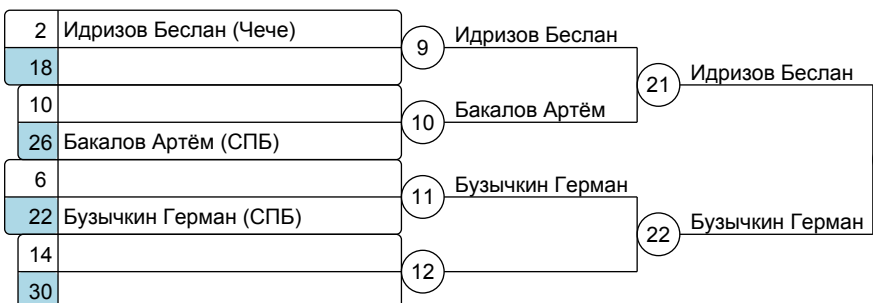 2 Идризов Беслан (Чече)
9 Идризов Беслан
18
21 Идризов Беслан
10
10 Бакалов Артём
26 Бакалов Артём (СПБ)
6
11 Бузычкин Герман
22 Бузычкин Герман (СПБ)
22 Бузычкин Герман
14
12
30